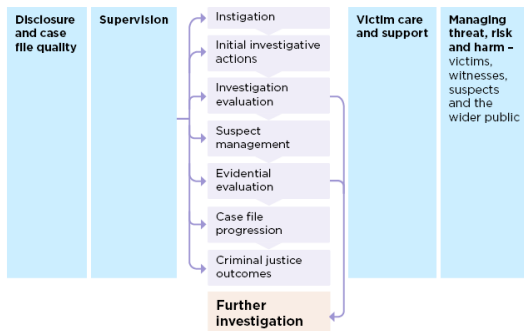 Disclosure
and case
file quality
Supervision
Instigation
Initial investigative
actions
Investigation
evaluation
Suspect
management
Evidential
evaluation
Case file
progression
Criminal justice
outcomes
Further
investigation
Victim care
and support
Managing
threat, risk
and harm –
victims,
witnesses,
suspects
and the
wider public